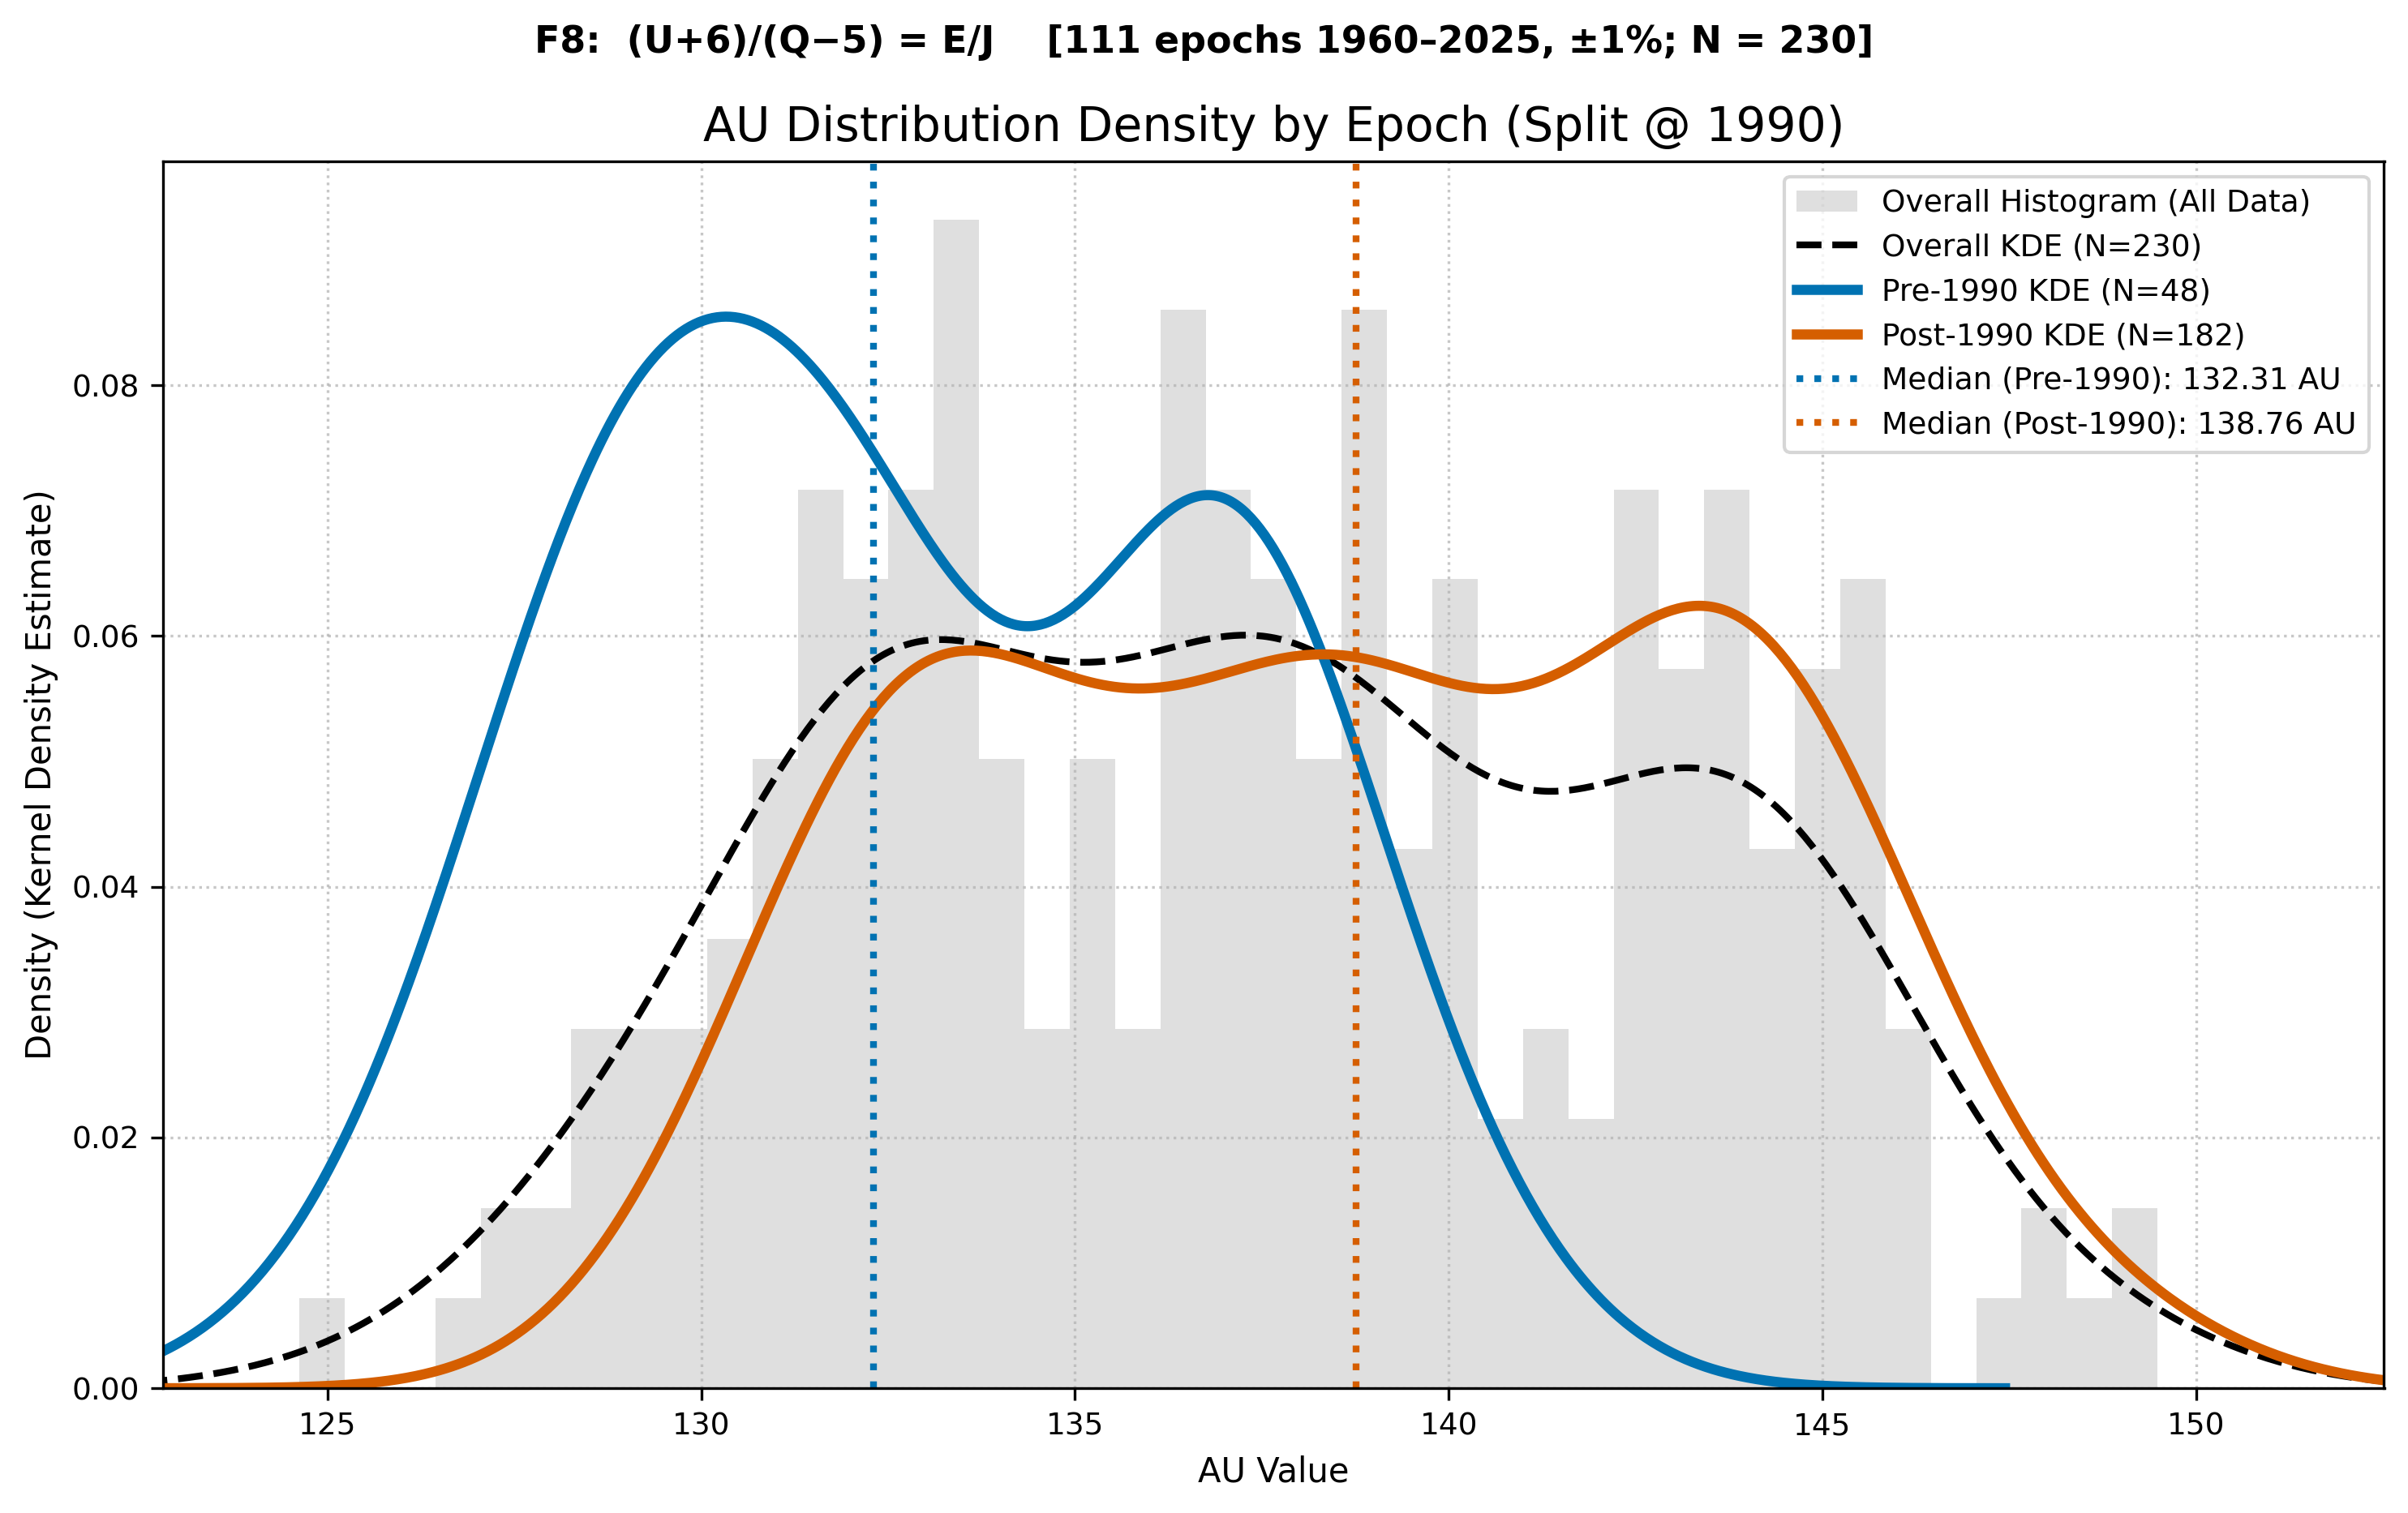 F8:  (U+6)/(Q−5) = E/J    [111 epochs 1960–2025, ±1%; N = 230]
AU Distribution Density by Epoch (Split @ 1990)
Overall Histogram (All Data)
Overall KDE (N=230)
Pre-1990 KDE (N=48)
Post-1990 KDE (N=182)
Median (Pre-1990): 132.31 AU
Median (Post-1990): 138.76 AU
Density (Kernel Density Estimate)
0.08
0.06
0.04
0.02
0.00
125 130 135 140 145 150
AU Value